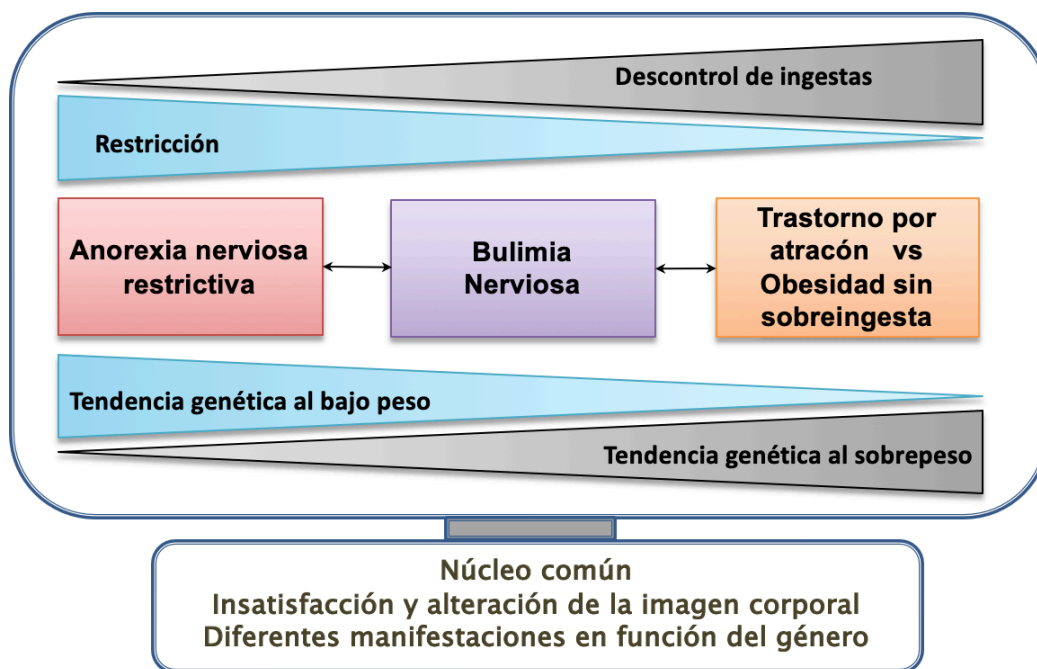 Descontrol de ingestas
Restricción
Anorexia nerviosa
restrictiva
Bulimia
Nerviosa
Trastorno por
atracón vs
Obesidad sin
sobreingesta
Tendencia genética al bajo peso
Tendencia genética al sobrepeso
Núcleo común
Insatisfacción y alteración de la imagen corporal
Diferentes manifestaciones en función del género